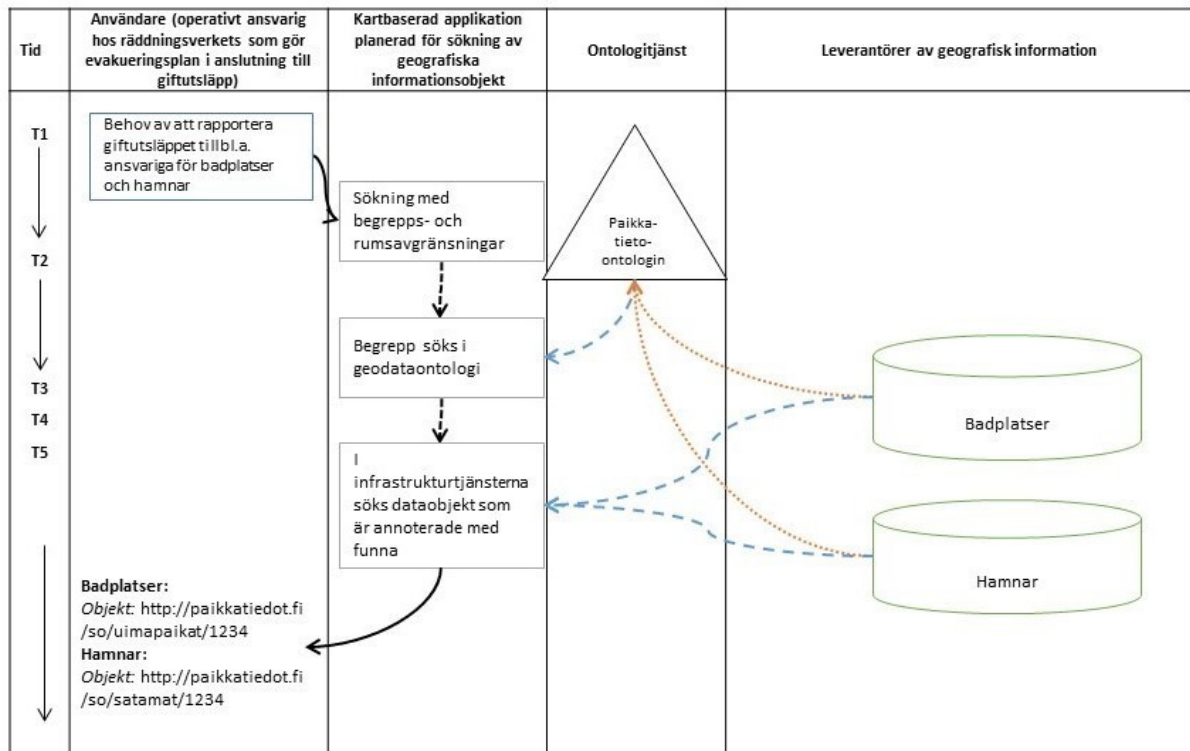 Tid
Användare (operativt ansvarig
hos räddningsverkets som gör
evakueringsplan i anslutning till
giftutsläpp)
Kartbaserad applikation
planerad för sökning av
geografiska
informationsobjekt
Ontologitjänst
Leverantörer av geografisk information
T1
Behov av att rapportera
giftutsläppet till bl.a.
ansvariga för badplatser
och hamnar
Sökning med
begrepps- och
rumsavgränsningar
Paikka-
tieto-
ontologin
T2
Begrepp söks i
geodataontologi
T3
T4
T5
Badplatser
I
infrastrukturtjänsterna
söks dataobjekt som
är annoterade med
funna
Hamnar
Badplatser:
Objekt: http://paikkatiedot.fi
/so/uimapaikat/1234
Hamnar:
Objekt: http://paikkatiedot.fi
/so/satamat/1234